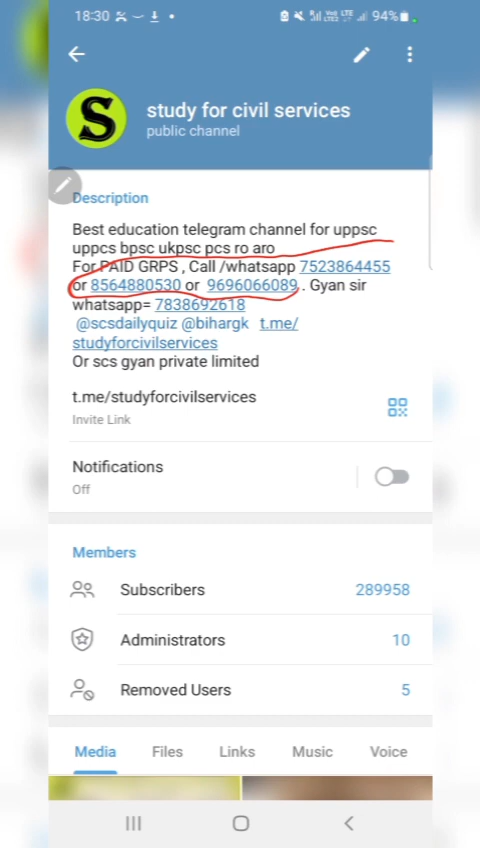 18:30
94%
S
study for civil services
public channel
Description
Best education telegram channel for uppsc
uppcs bpsc ukpsc pcs ro aro
For PAID GRPS , Call /whatsapp 7523864455
or 8564880530 or 9696066089, . Gyan sir
whatsapp= 7838692618
@scsdailyquiz @bihargk t.me/
studyforcivilservices
Or scs gyan private limited
t.me/studyforcivilservices
Invite Link
Notifications
Off
Members
Subscribers 289958
Administrators 10
Removed Users 5
Media Files Links Music Voice